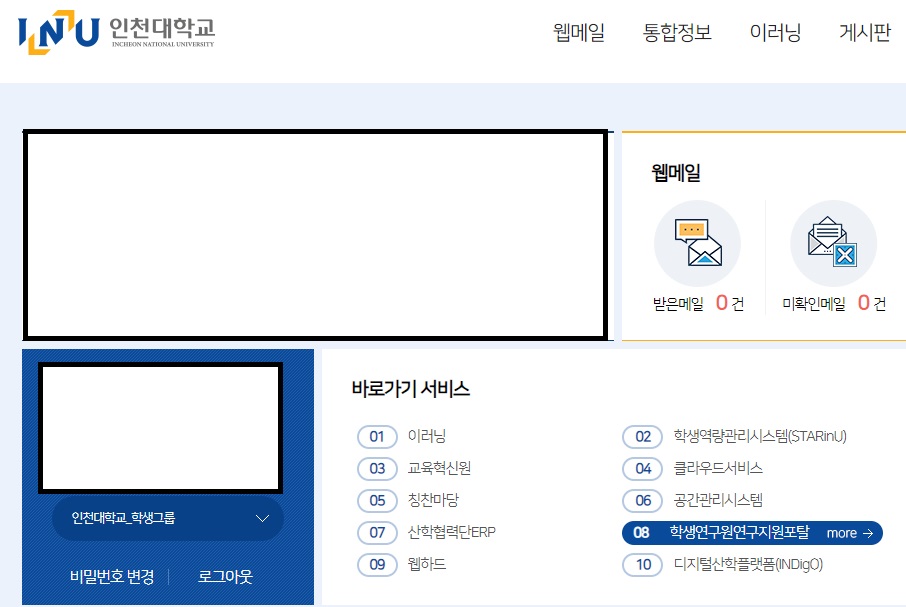 INU 인천대학교
INCHEON NATIONAL UNIVERSITY
웹메일 통합정보 이러닝 게시판
웹메일
받은메일 0 건 미확인메일 0 건
바로가기 서비스
01 이러닝
02 학생역량관리시스템(STARinU)
03 교육혁신원
04 클라우드서비스
05 칭찬마당
06 공간관리시스템
07 산학협력단ERP
08 학생연구원연구지원포탈 more →
09 웹하드
10 디지털산학플랫폼(INDigO)
인천대학교_학생그룹
비밀번호 변경 로그아웃